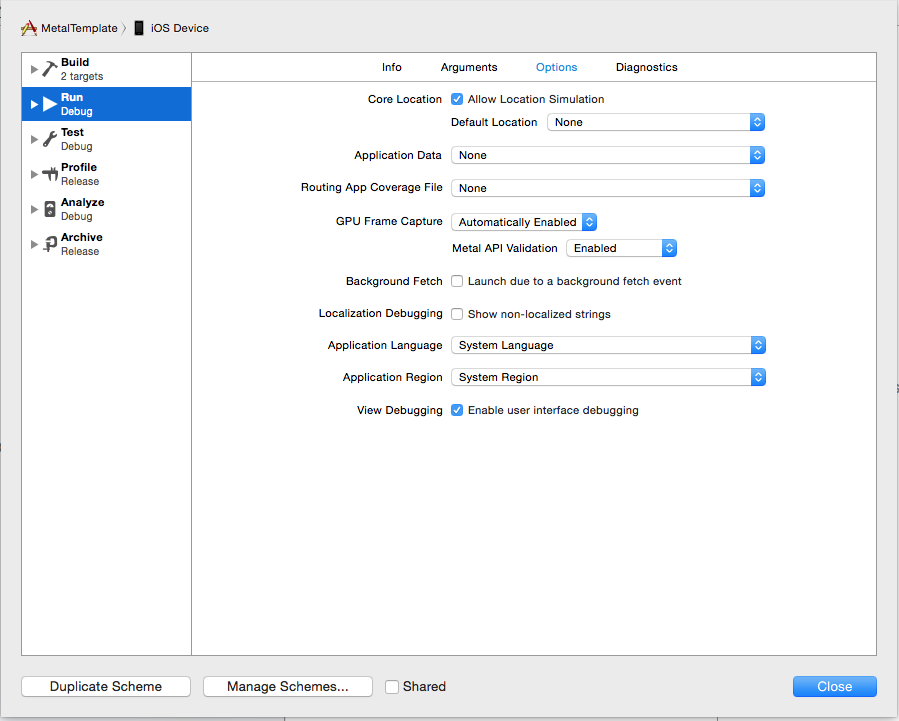 MetalTemplate iOS Device
Build
2 targets
Run
Debug
Test
Debug
Profile
Release
Analyze
Debug
Archive
Release
Info Arguments Options Diagnostics
Core Location Allow Location Simulation
Default Location None
Application Data None
Routing App Coverage File None
GPU Frame Capture Automatically Enabled
Metal API Validation Enabled
Background Fetch Launch due to a background fetch event
Localization Debugging Show non-localized strings
Application Language System Language
Application Region System Region
View Debugging Enable user interface debugging
Duplicate Scheme Manage Schemes... Shared Close